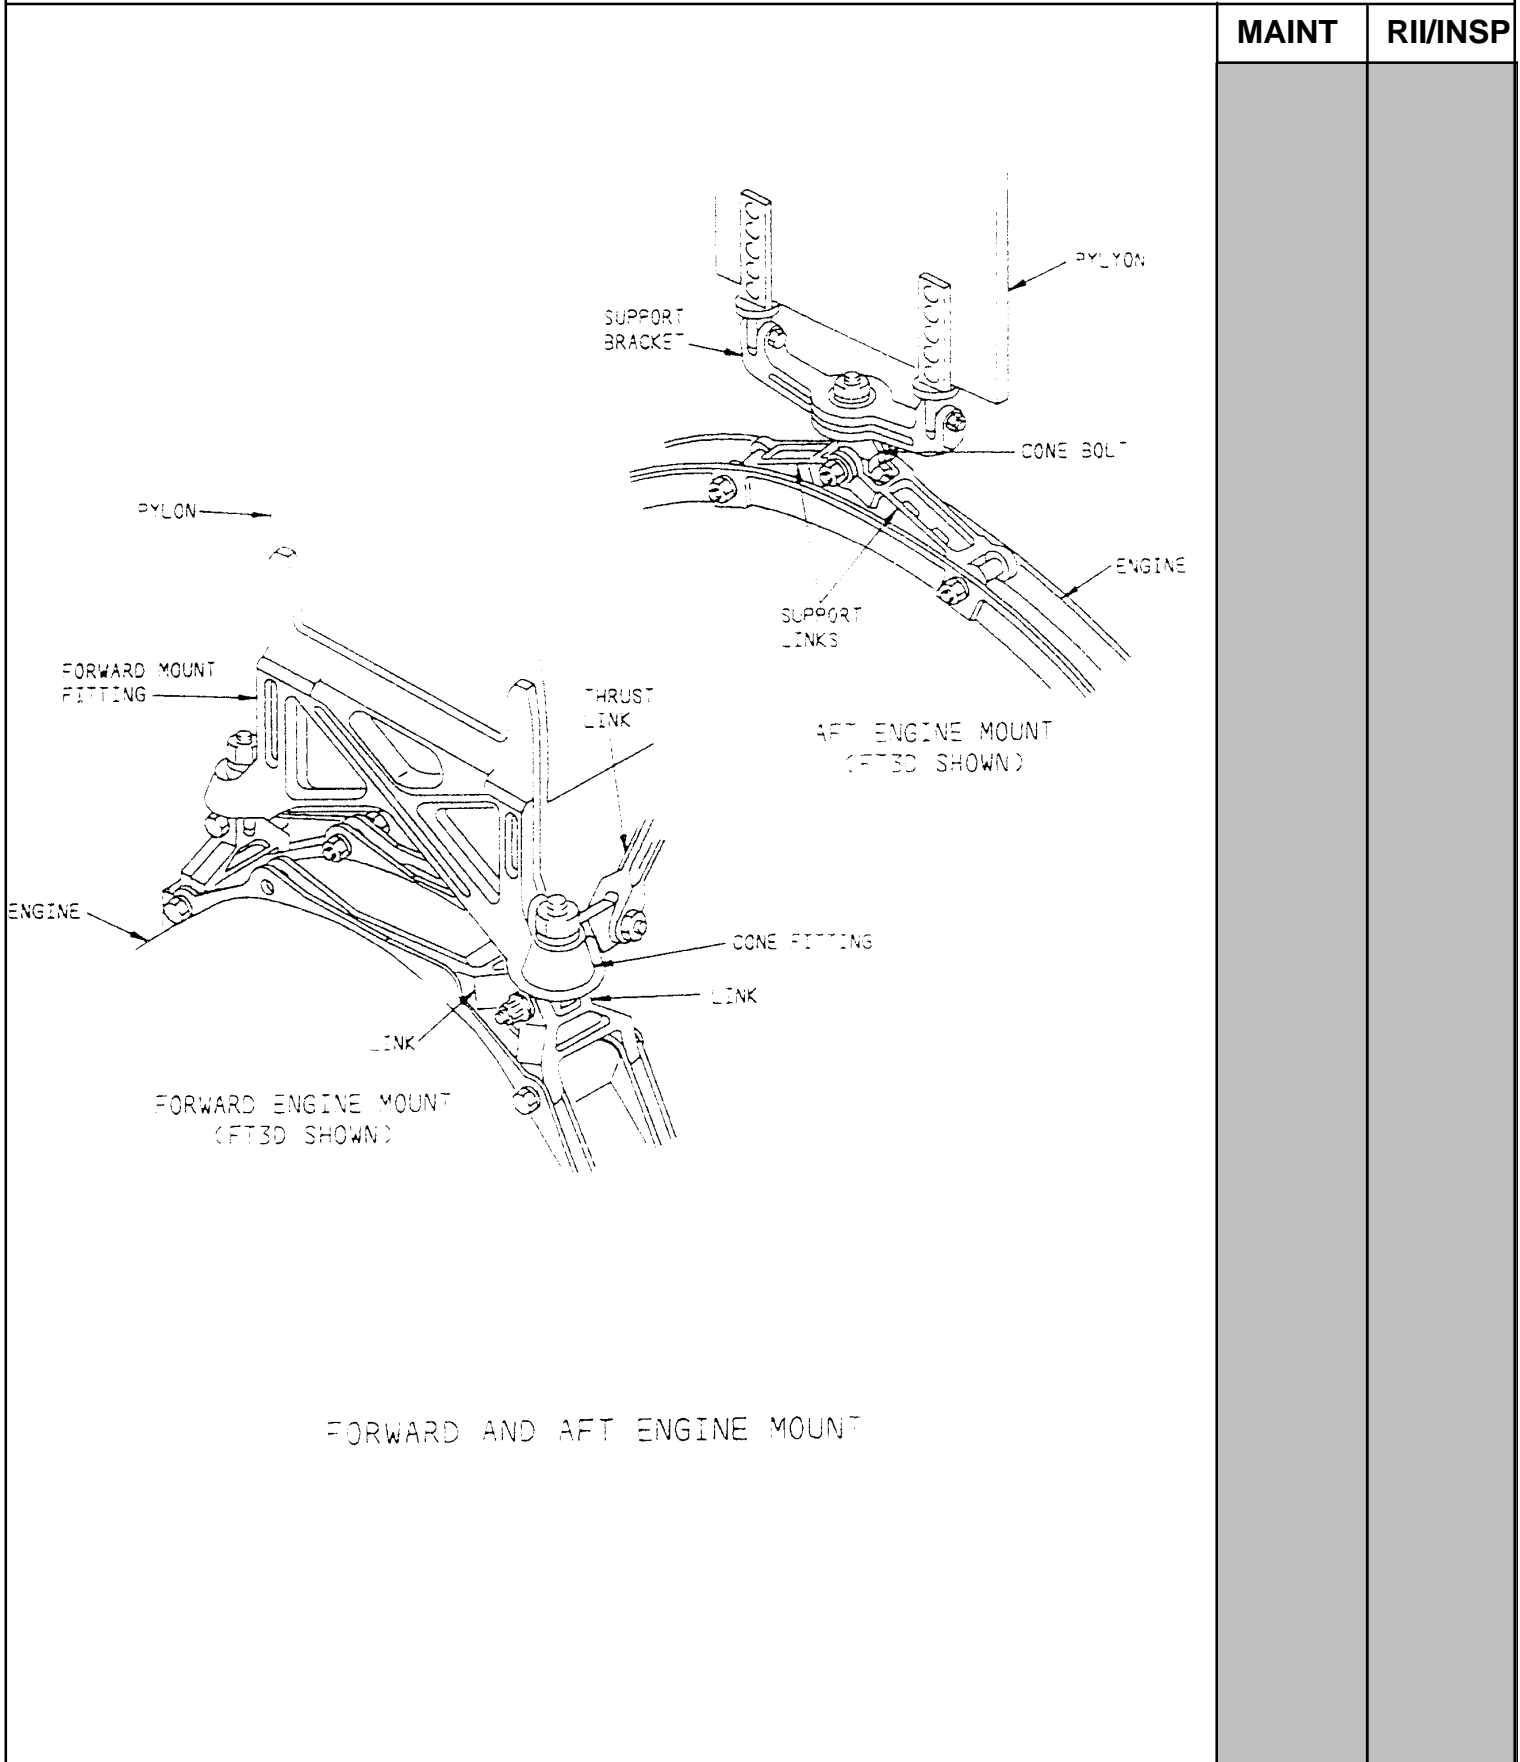 MAINT RII/INSP
PYLYON
SUPPORT
BRACKET
CONE BOLT
PYLON
ENGINE
SUPPORT
LINKS
FORWARD MOUNT
FITTING
THRUST
LINK
AFT ENGINE MOUNT
(FT3D SHOWN)
ENGINE
CONE FITTING
LINK
LINK
FORWARD ENGINE MOUNT
(FT3D SHOWN)
FORWARD AND AFT ENGINE MOUNT